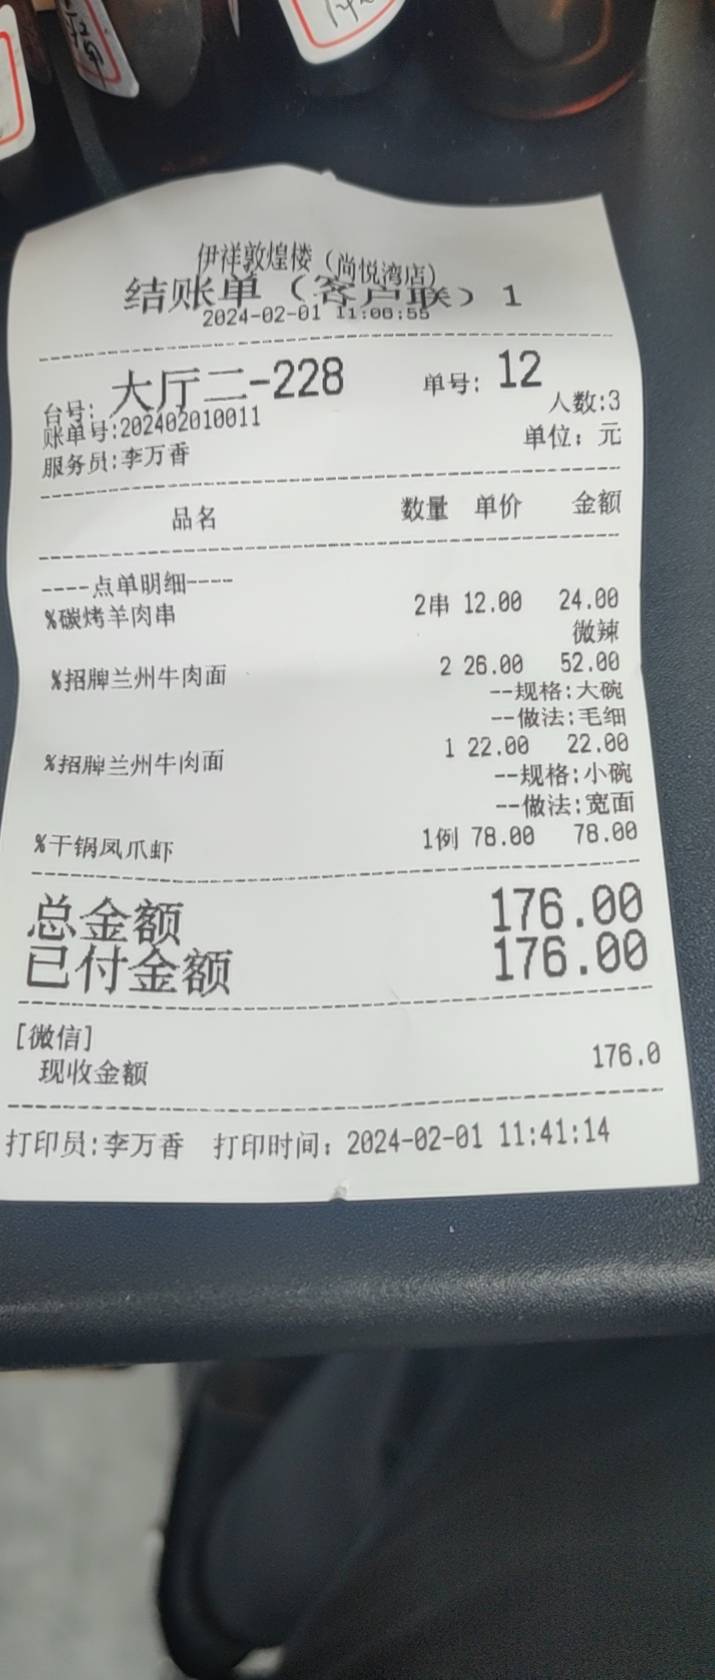 伊祥敦煌楼（尚悦湾店）
结账单（客户联）1
2024-02-01 11:06:55
台号: 大厅二-228 单号: 12
账单号:202402010011 人数:3
服务员:李万香 单位：元
品名 数量 单价 金额
----点单明细----
%碳烤羊肉串 2串 12.00 24.00
微辣
%招牌兰州牛肉面 2 26.00 52.00
--规格:大碗
--做法:毛细
%招牌兰州牛肉面 1 22.00 22.00
--规格:小碗
--做法:宽面
%干锅凤爪虾 1例 78.00 78.00
总金额 176.00
已付金额 176.00
[微信]
现收金额 176.0
打印员:李万香 打印时间：2024-02-01 11:41:14